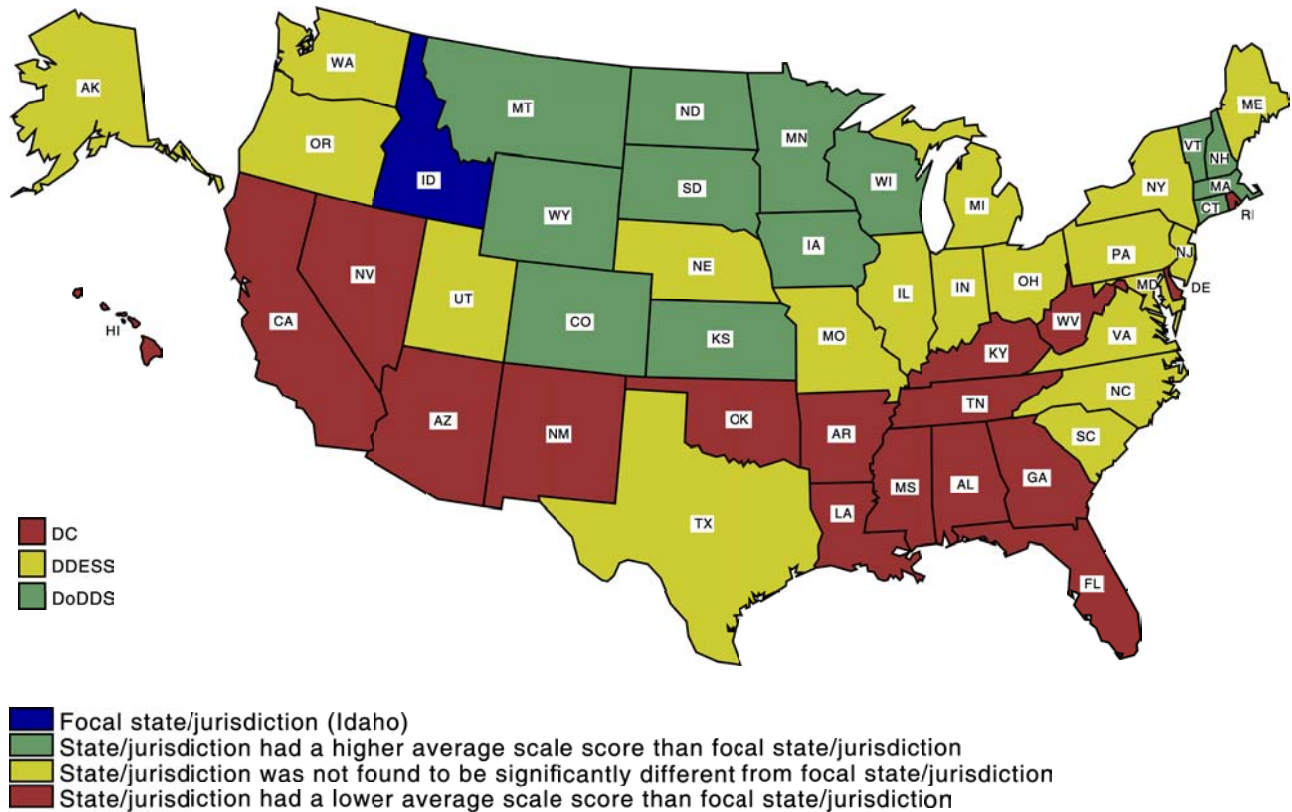 WA
AK
MT
ND
ME
OR
MN
VT
NH
ID
SD
WI
NY
MA
WY
MI
CT
RI
IA
PA
NE
NJ
NV
OH
UT
IL
IN
MD
DE
CA
CO
WV
HI
KS
MO
VA
KY
NC
TN
AZ
OK
NM
AR
SC
GA
MS
AL
LA
TX
DC
DDESS
DoDDS
FL
Focal state/jurisdiction (Idaho)
State/jurisdiction had a higher average scale score than focal state/jurisdiction
State/jurisdiction was not found to be significantly different from focal state/jurisdiction
State/jurisdiction had a lower average scale score than focal state/jurisdiction